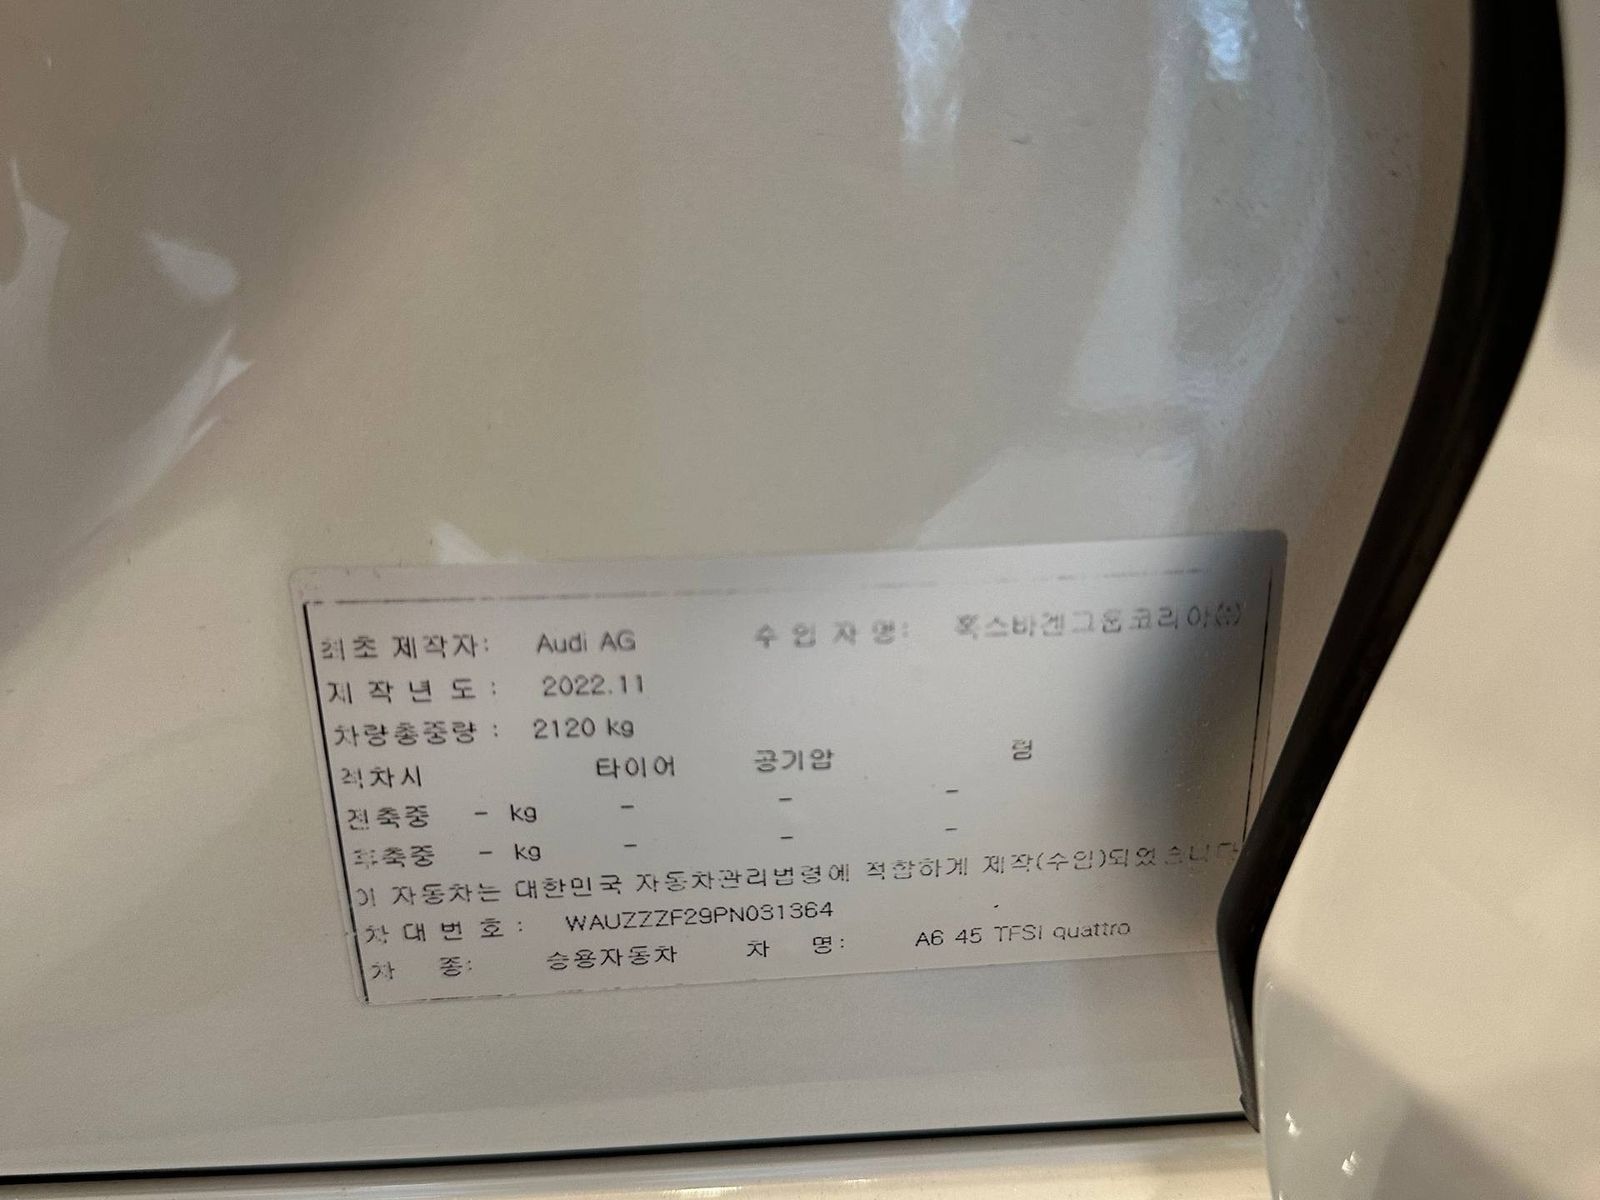 최초 제작자: Audi AG 수 입 자 명: 폭스바겐그룹코리아㈜
제 작 년 도 : 2022.11
차량총중량 : 2120 kg
적차시 타이어 공기압 림
전축중 - kg - - -
후축중 - kg - - -
이 자동차는 대한민국 자동차관리법령에 적합하게 제작(수입)되었습니다
차 대 번 호 : WAUZZZF29PN031364
차 종: 승용자동차 차 명: A6 45 TFSI quattro